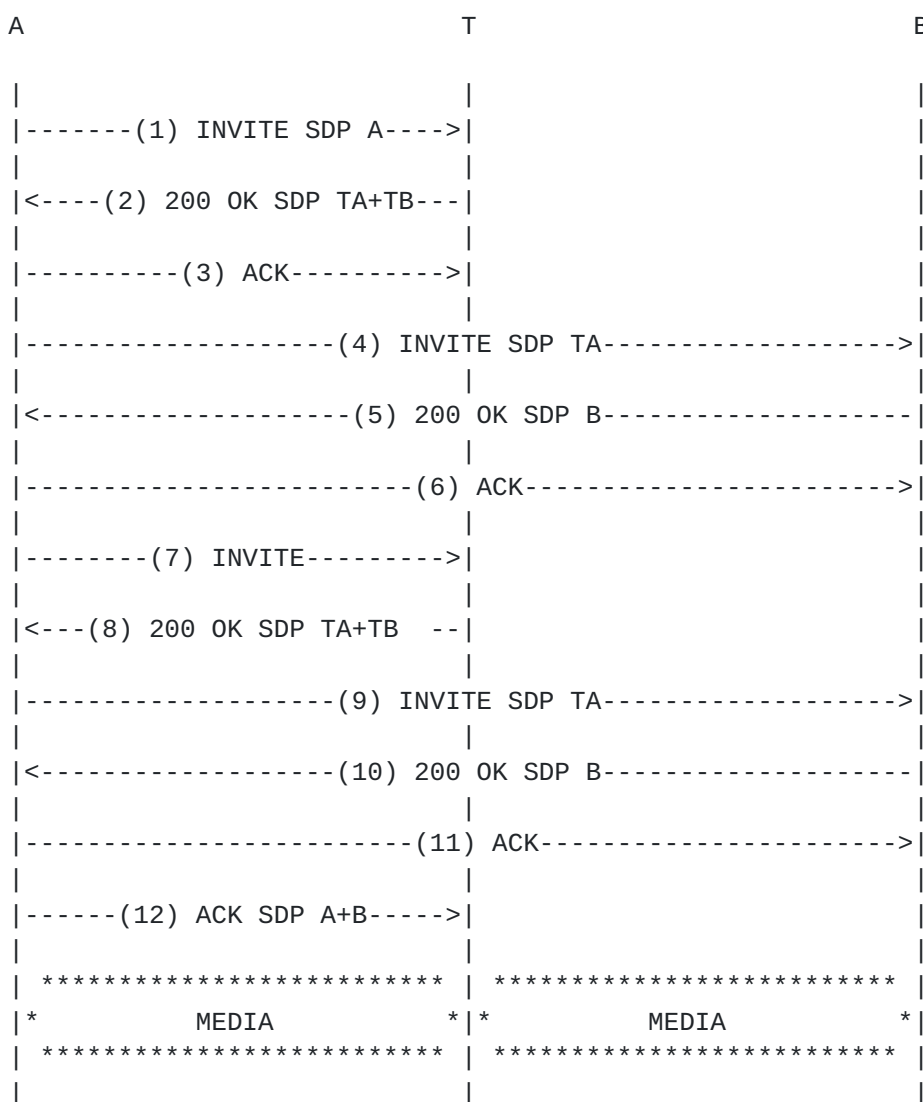 A T B
| | |
|-------(1) INVITE SDP A---->| |
| | |
|<----(2) 200 OK SDP TA+TB---| |
| | |
|----------(3) ACK---------->| |
| | |
|--------------------(4) INVITE SDP TA------------------->|
| | |
|<--------------------(5) 200 OK SDP B--------------------|
| | |
|-------------------------(6) ACK------------------------>|
| | |
|--------(7) INVITE--------->| |
| | |
|<---(8) 200 OK SDP TA+TB --| |
| | |
|--------------------(9) INVITE SDP TA------------------->|
| | |
|<-------------------(10) 200 OK SDP B--------------------|
| | |
|-------------------------(11) ACK----------------------->|
| | |
|------(12) ACK SDP A+B----->| |
| | |
| ************************** | ************************** |
|* MEDIA *|* MEDIA *|
| ************************** | ************************** |
| | |